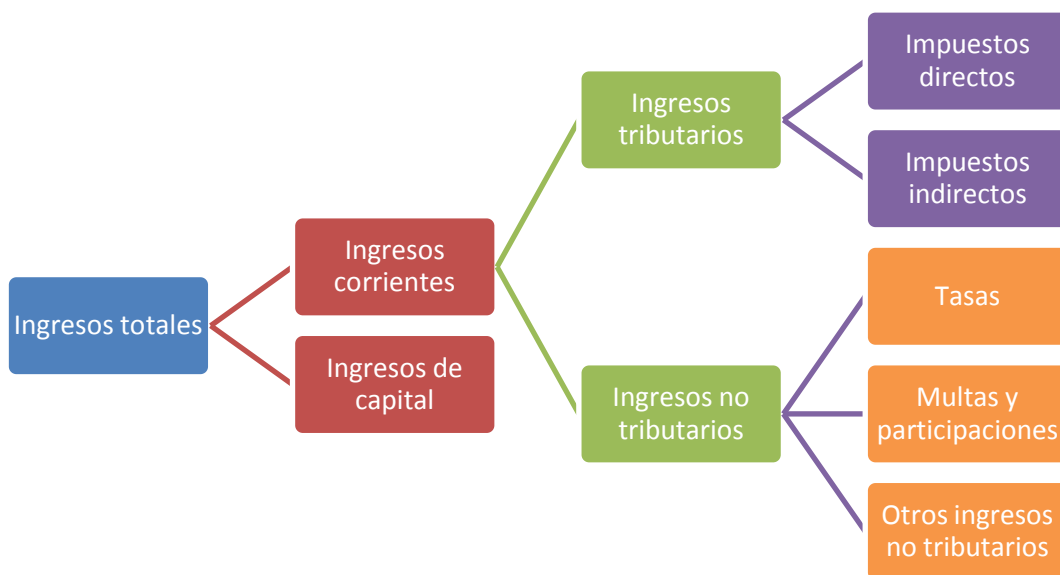 Ingresos totales
Ingresos
corrientes
Ingresos de
capital
Ingresos
tributarios
Ingresos no
tributarios
Impuestos
directos
Impuestos
indirectos
Tasas
Multas y
participaciones
Otros ingresos
no tributarios